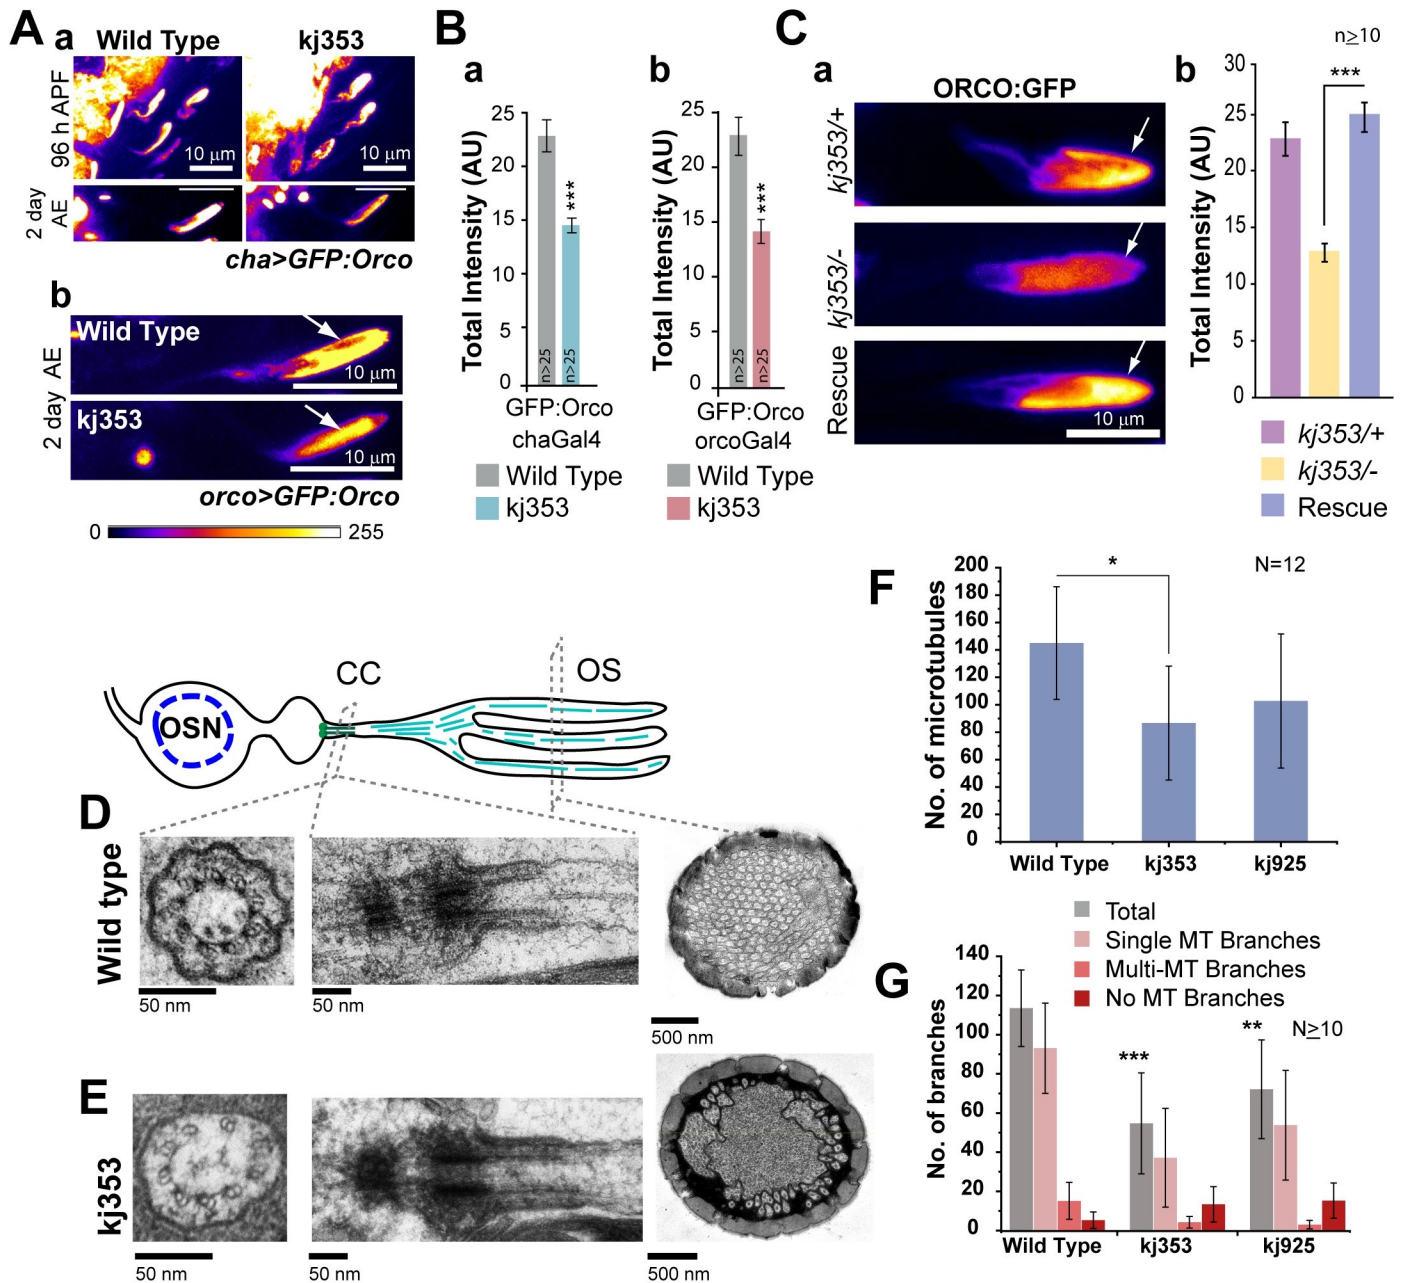 A
a
Wild Type
kj353
96 h APF
10 μm
10 μm
2 day
AE
cha>GFP:Orco
b
Wild Type
10 μm
kj353
10 μm
2 day AE
orco>GFP:Orco
0
255
B
a
Total Intensity (AU)
25
20
15
10
5
0
***
n>25
n>25
GFP:Orco
chaGal4
Wild Type
kj353
b
Total Intensity (AU)
25
20
15
10
5
0
***
n>25
n>25
GFP:Orco
orcoGal4
Wild Type
kj353
C
a
ORCO:GFP
kj353/+
kj353/-
Rescue
10 μm
b
n≥10
***
Total Intensity (AU)
30
25
20
15
10
5
0
kj353/+
kj353/-
Rescue
OSN
CC
OS
D
Wild type
50 nm
50 nm
500 nm
E
kj353
50 nm
50 nm
500 nm
F
N=12
*
No. of microtubules
200
180
160
140
120
100
80
60
40
20
0
Wild Type
kj353
kj925
G
Total
Single MT Branches
Multi-MT Branches
No MT Branches
N≥10
***
**
No. of branches
140
120
100
80
60
40
20
0
Wild Type
kj353
kj925